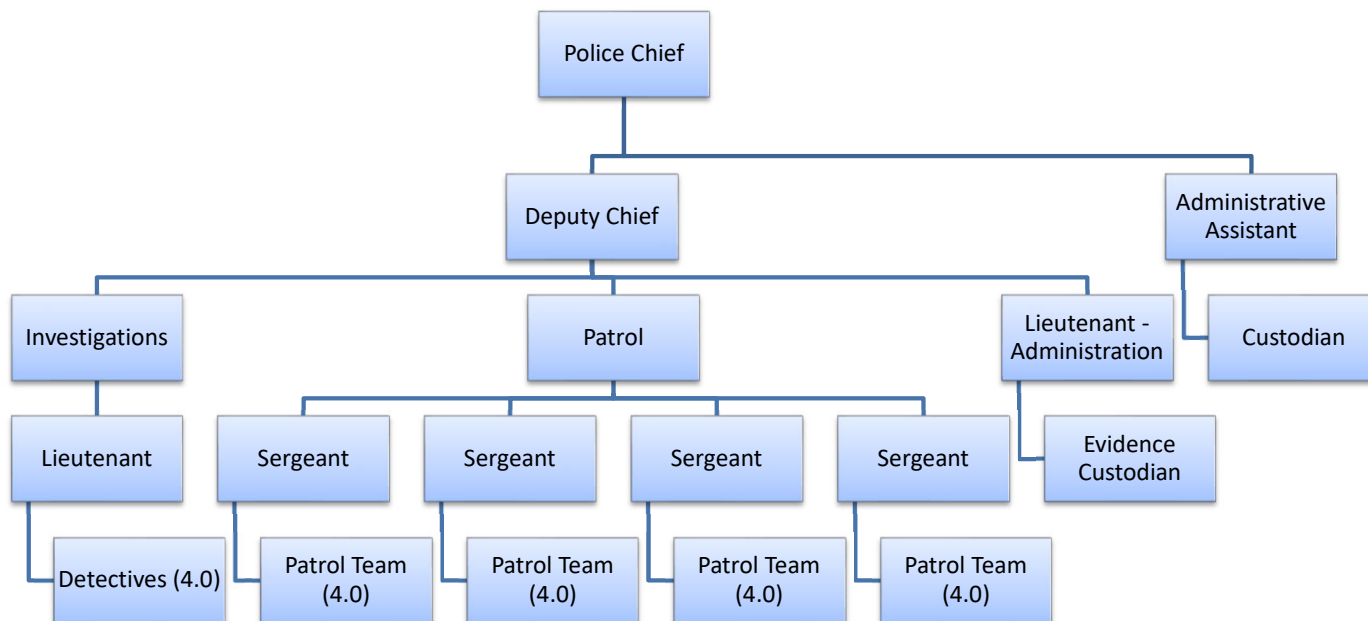 Police Chief
Deputy Chief
Administrative
Assistant
Investigations
Patrol
Lieutenant -
Administration
Custodian
Lieutenant
Sergeant
Sergeant
Sergeant
Sergeant
Evidence
Custodian
Detectives (4.0)
Patrol Team
(4.0)
Patrol Team
(4.0)
Patrol Team
(4.0)
Patrol Team
(4.0)